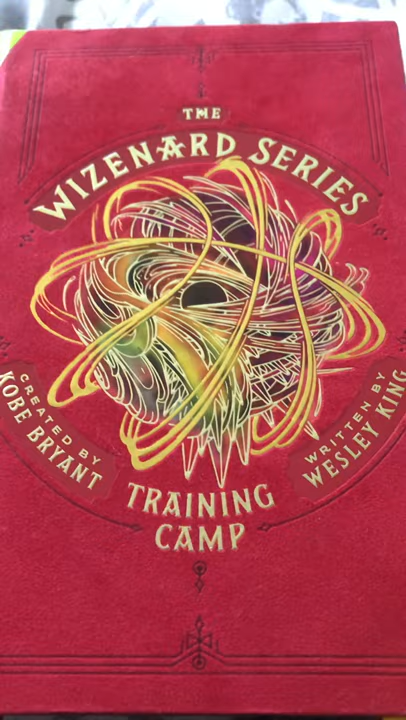 THE
WIZENARD SERIES
CREATED BY
KOBE BRYANT
WRITTEN BY
WESLEY KING
TRAINING
CAMP